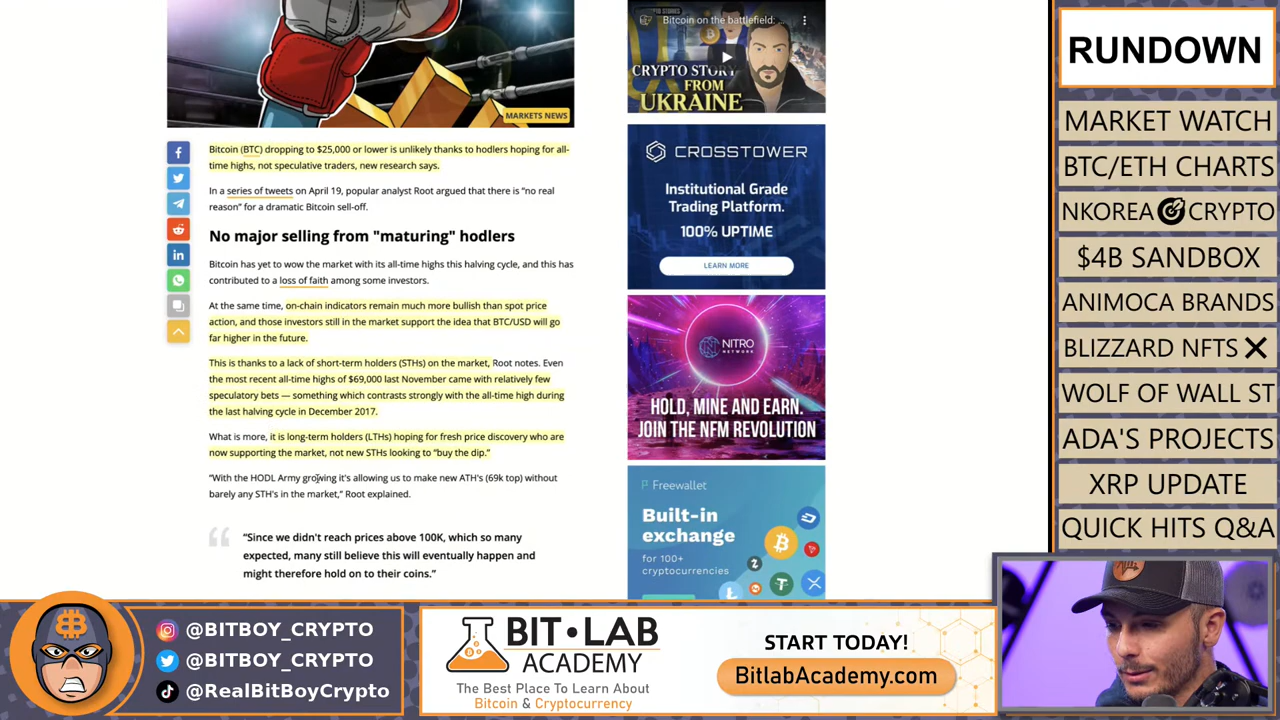 MARKETS NEWS
Bitcoin (BTC) dropping to $25,000 or lower is unlikely thanks to hodlers hoping for all-
time highs, not speculative traders, new research says.
In a series of tweets on April 19, popular analyst Root argued that there is “no real
reason” for a dramatic Bitcoin sell-off.
No major selling from "maturing" hodlers
Bitcoin has yet to wow the market with its all-time highs this halving cycle, and this has
contributed to a loss of faith among some investors.
At the same time, on-chain indicators remain much more bullish than spot price
action, and those investors still in the market support the idea that BTC/USD will go
far higher in the future.
This is thanks to a lack of short-term holders (STHs) on the market, Root notes. Even
the most recent all-time highs of $69,000 last November came with relatively few
speculatory bets — something which contrasts strongly with the all-time high during
the last halving cycle in December 2017.
What is more, it is long-term holders (LTHs) hoping for fresh price discovery who are
now supporting the market, not new STHs looking to “buy the dip.”
“With the HODL Army growing it's allowing us to make new ATH's (69k top) without
barely any STH's in the market,” Root explained.
“Since we didn't reach prices above 100K, which so many
expected, many still believe this will eventually happen and
might therefore hold on to their coins.”
Bitcoin on the battlefield: ...
CRYPTO STORY
FROM
UKRAINE
CROSSTOWER
Institutional Grade
Trading Platform.
100% UPTIME
LEARN MORE
NITRO
NETWORK
HOLD, MINE AND EARN.
JOIN THE NFM REVOLUTION
Freewallet
Built-in
exchange
for 100+
cryptocurrencies
RUNDOWN
MARKET WATCH
BTC/ETH CHARTS
NKOREA CRYPTO
$4B SANDBOX
ANIMOCA BRANDS
BLIZZARD NFTS
WOLF OF WALL ST
ADA'S PROJECTS
XRP UPDATE
QUICK HITS Q&A
@BITBOY_CRYPTO
@BITBOY_CRYPTO
@RealBitBoyCrypto
BIT•LAB
ACADEMY
The Best Place To Learn About
Bitcoin & Cryptocurrency
START TODAY!
BitlabAcademy.com